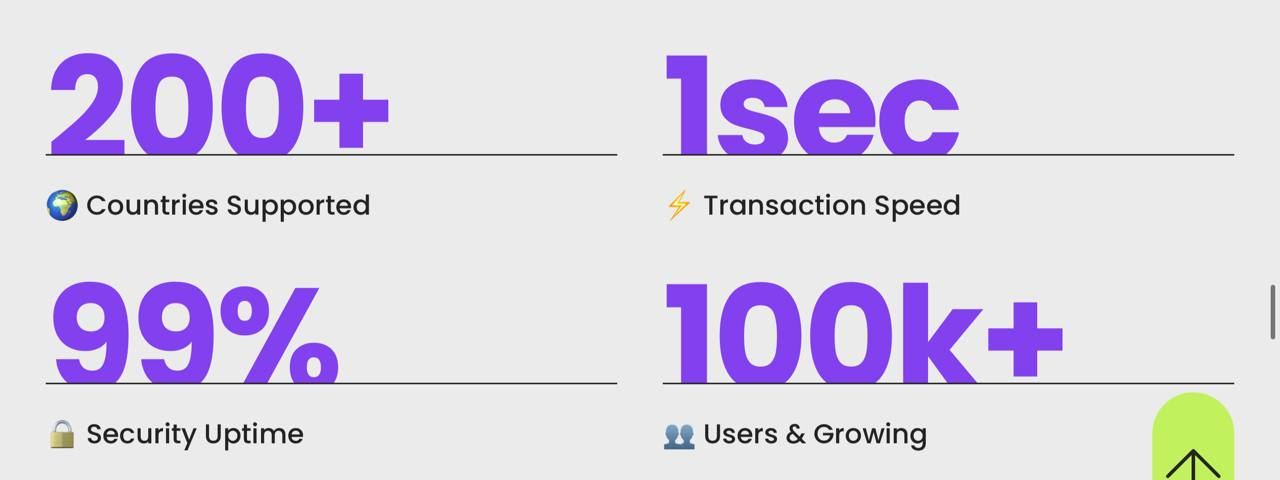 200+
1sec
🌍 Countries Supported
⚡ Transaction Speed
99%
100k+
🔒 Security Uptime
👥 Users & Growing